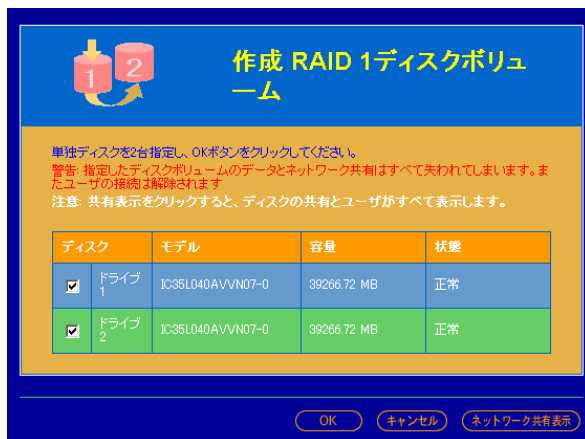 1
2
作成 RAID 1ディスクボリュ
ーム
単独ディスクを2台指定し、OKボタンをクリックしてください。
警告: 指定したディスクボリュームのデータとネットワーク共有はすべて失われてしまいます。ま
たユーザの接続は解除されます
注意: 共有表示をクリックすると、ディスクの共有とユーザがすべて表示します。
ディスク モデル 容量 状態
ドライブ
1 IC35L040AVVN07-0 39266.72 MB 正常
ドライブ
2 IC35L040AVVN07-0 39266.72 MB 正常
OK キャンセル ネットワーク共有表示